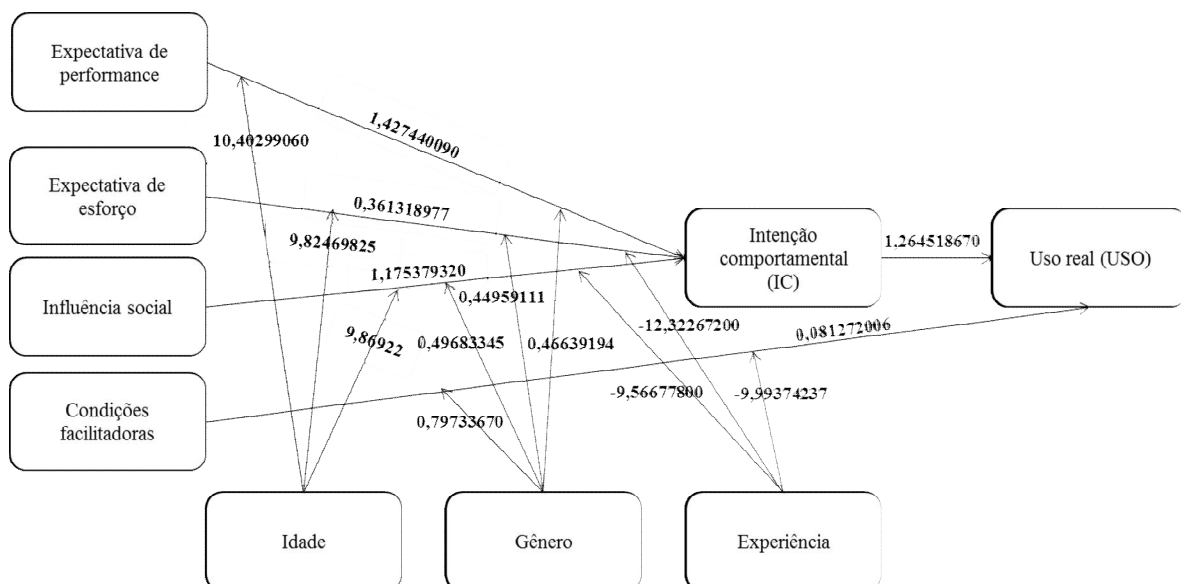 Expectativa de
performance
10,40299060
1,427440090
Expectativa de
esforço
0,361318977
9,82469825
Intenção
comportamental
(IC)
1,264518670
Uso real (USO)
Influência social
1,175379320
0,44959111
9,86922
0,49683345
0,46639194
-12,32267200
0,081272006
Condições
facilitadoras
0,79733670
-9,56677800
-9,99374237
Idade
Gênero
Experiência